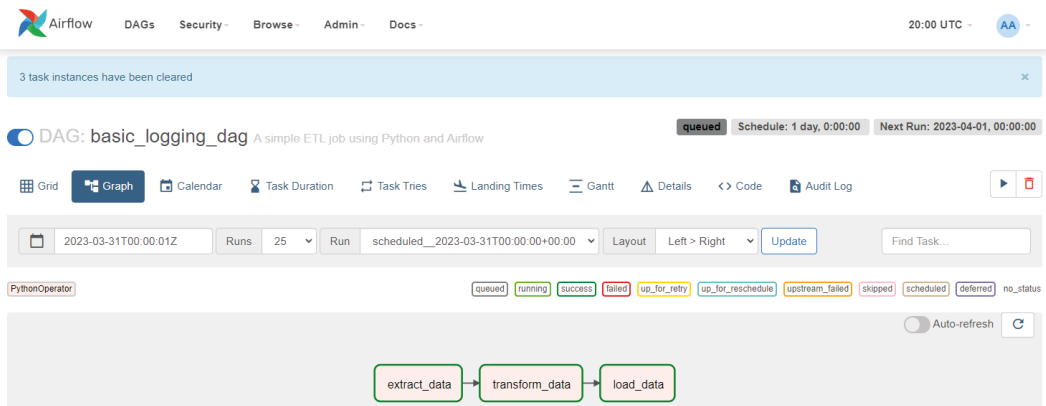 Airflow DAGs Security Browse Admin Docs 20:00 UTC AA
3 task instances have been cleared ×
DAG: basic_logging_dag A simple ETL job using Python and Airflow queued Schedule: 1 day, 0:00:00 Next Run: 2023-04-01, 00:00:00
Grid Graph Calendar Task Duration Task Tries Landing Times Gantt Details <> Code Audit Log
2023-03-31T00:00:01Z Runs 25 Run scheduled__2023-03-31T00:00:00+00:00 Layout Left > Right Update Find Task...
PythonOperator queued running success failed up_for_retry up_for_reschedule upstream_failed skipped scheduled deferred no_status
Auto-refresh
extract_data transform_data load_data